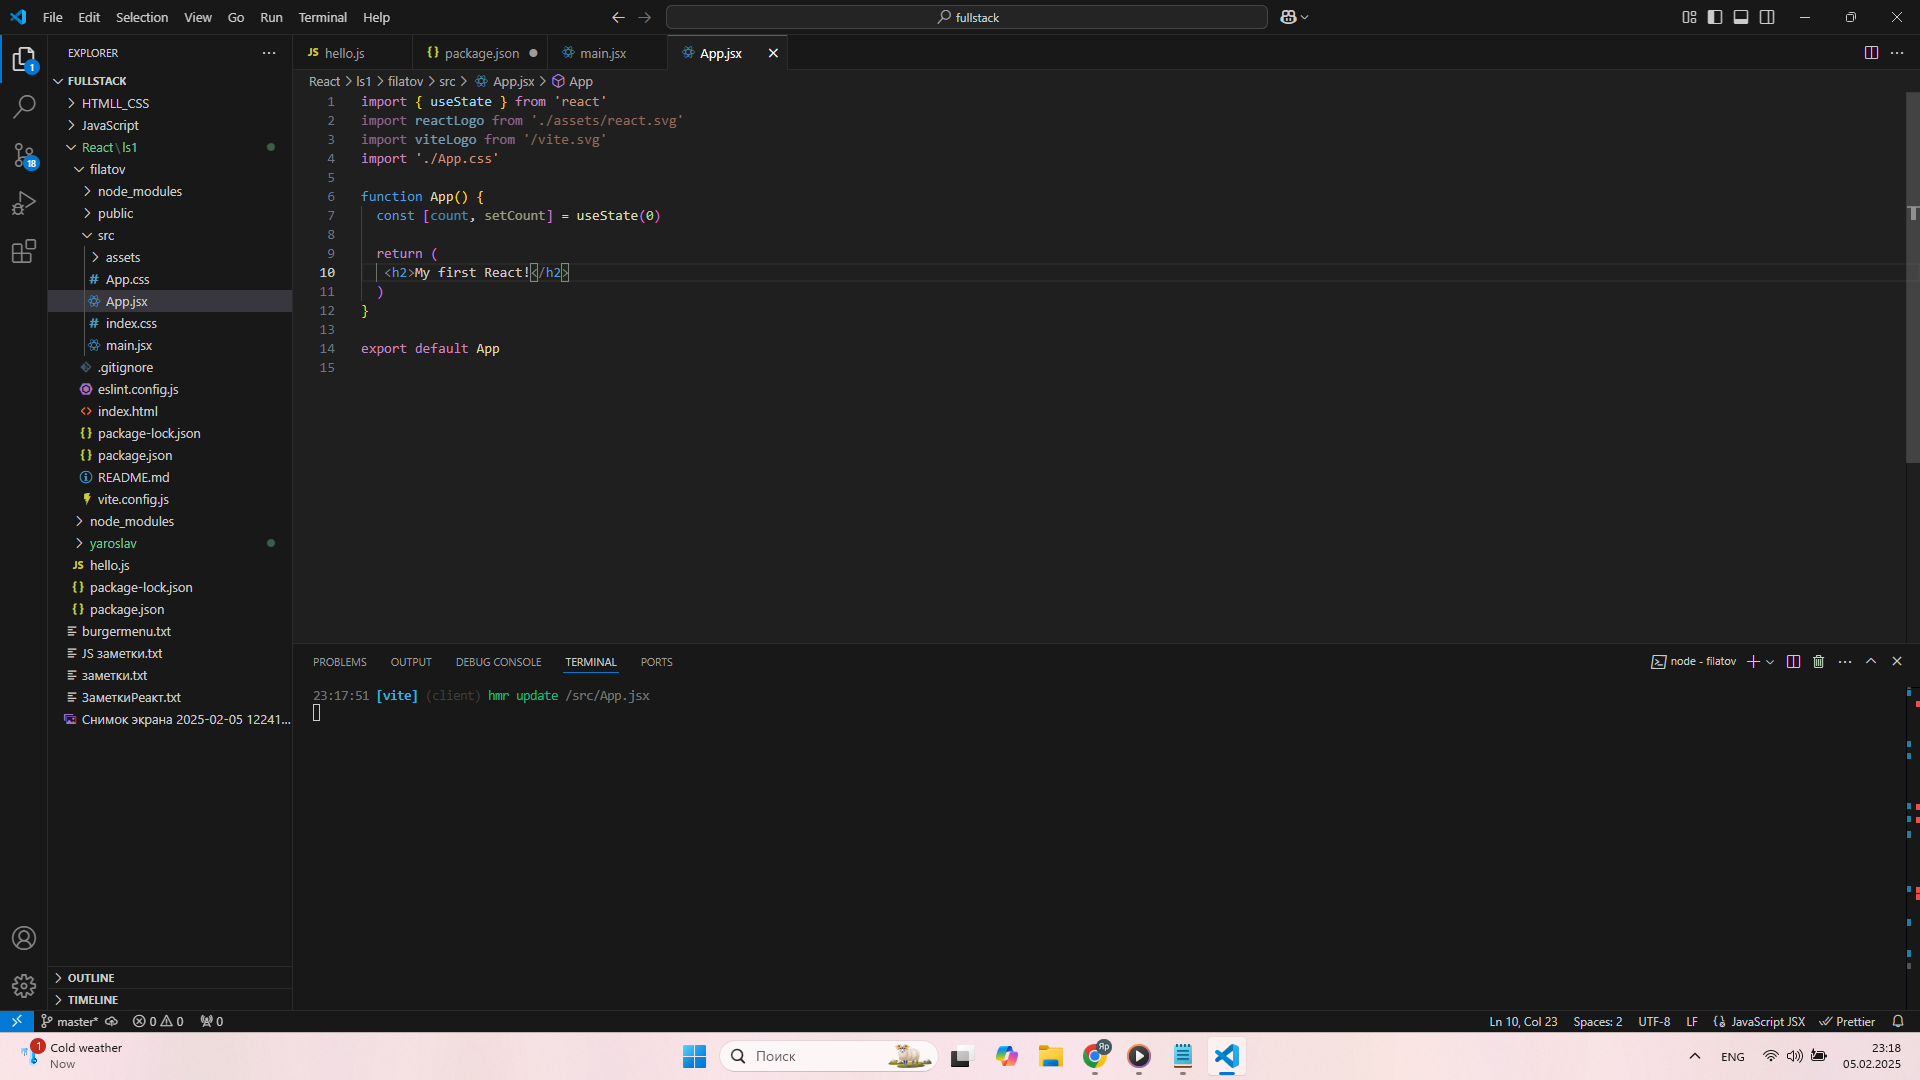 File Edit Selection View Go Run Terminal Help
fullstack
EXPLORER
hello.js
package.json
main.jsx
App.jsx
React > ls1 > filatov > src > App.jsx > App
FULLSTACK
HTMLL_CSS
JavaScript
React\ls1
filatov
node_modules
public
src
assets
App.css
App.jsx
index.css
main.jsx
.gitignore
eslint.config.js
index.html
package-lock.json
package.json
README.md
vite.config.js
node_modules
yaroslav
hello.js
package-lock.json
package.json
burgermenu.txt
JS заметки.txt
заметки.txt
ЗаметкиРеакт.txt
Снимок экрана 2025-02-05 12241...
OUTLINE
TIMELINE
1 import { useState } from 'react'
2 import reactLogo from './assets/react.svg'
3 import viteLogo from '/vite.svg'
4 import './App.css'
5
6 function App() {
7 const [count, setCount] = useState(0)
8
9 return (
10 <h2>My first React!</h2>
11 )
12 }
13
14 export default App
15
PROBLEMS OUTPUT DEBUG CONSOLE TERMINAL PORTS
node - filatov
23:17:51 [vite] (client) hmr update /src/App.jsx
1
18
master* 0 0 0
Ln 10, Col 23 Spaces: 2 UTF-8 LF {} JavaScript JSX Prettier
1
Cold weather
Now
Поиск
Яр
ENG
23:18
05.02.2025